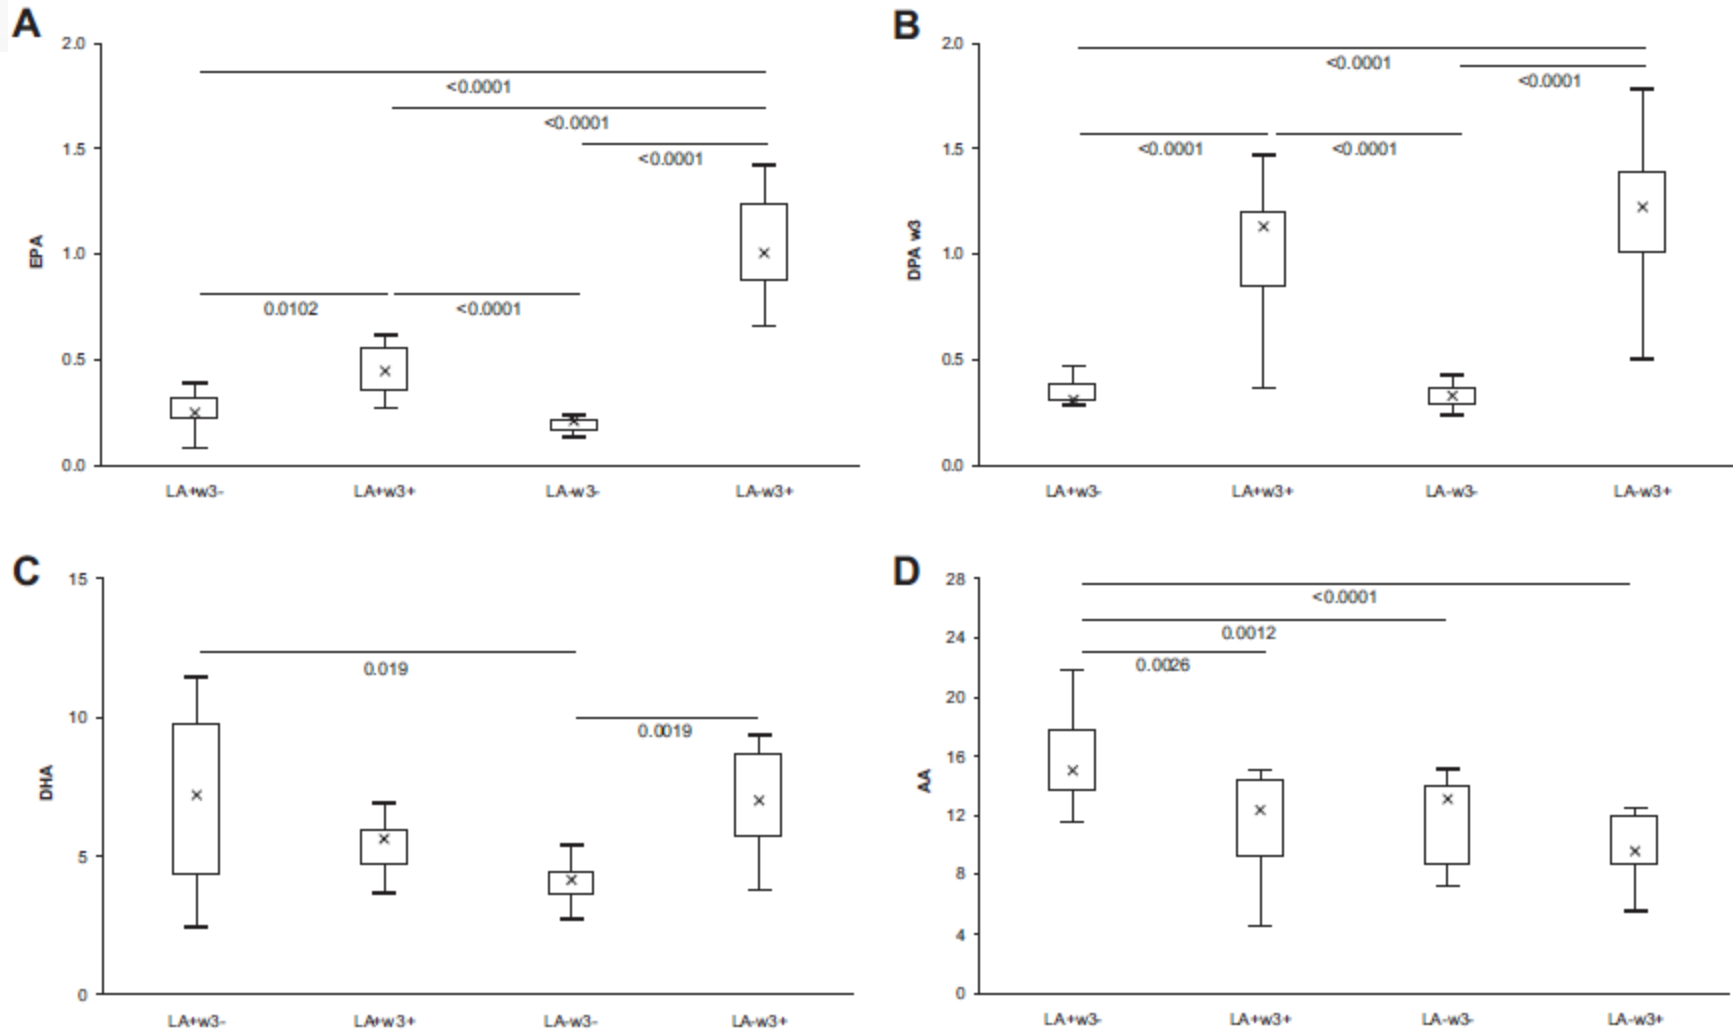 A
2.0
1.5
1.0
0.5
0.0
EPA
<0.0001
<0.0001
<0.0001
0.0102
<0.0001
LA+w3-
LA+w3+
LA-w3-
LA-w3+
B
2.0
1.5
1.0
0.5
0.0
DPA w3
<0.0001
<0.0001
<0.0001
<0.0001
LA+w3-
LA+w3+
LA-w3-
LA-w3+
C
15
10
5
0
DHA
0.019
0.0019
LA+w3-
LA+w3+
LA-w3-
LA-w3+
D
28
24
20
16
12
8
4
0
AA
<0.0001
0.0012
0.0026
LA+w3-
LA+w3+
LA-w3-
LA-w3+